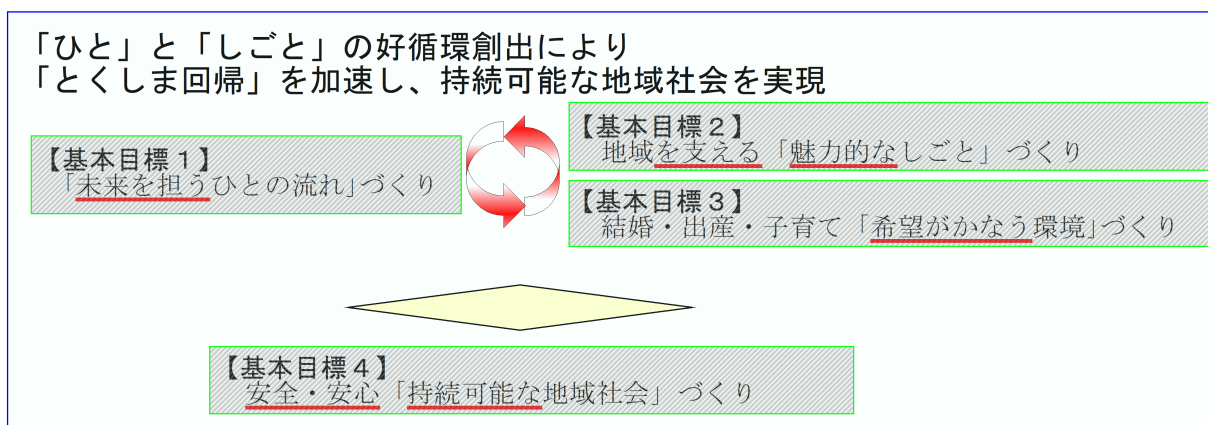 「ひと」と「しごと」の好循環創出により
「とくしま回帰」を加速し、持続可能な地域社会を実現
【基本目標１】
「未来を担うひとの流れ」づくり
【基本目標２】
地域を支える「魅力的なしごと」づくり
【基本目標３】
結婚・出産・子育て「希望がかなう環境」づくり
【基本目標４】
安全・安心「持続可能な地域社会」づくり